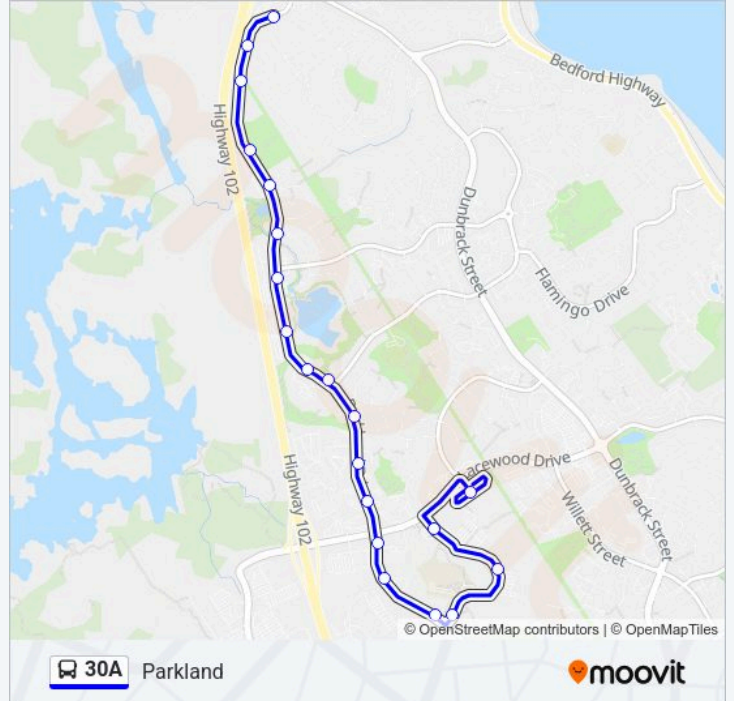 Bedford Highway
Highway 102
Dunbrack Street
Flamingo Drive
Larewood Drive
Highway 102
Dunbrack Street
Willett Street
© OpenStreetMap contributors | © OpenMapTiles
30A Parkland
moovit